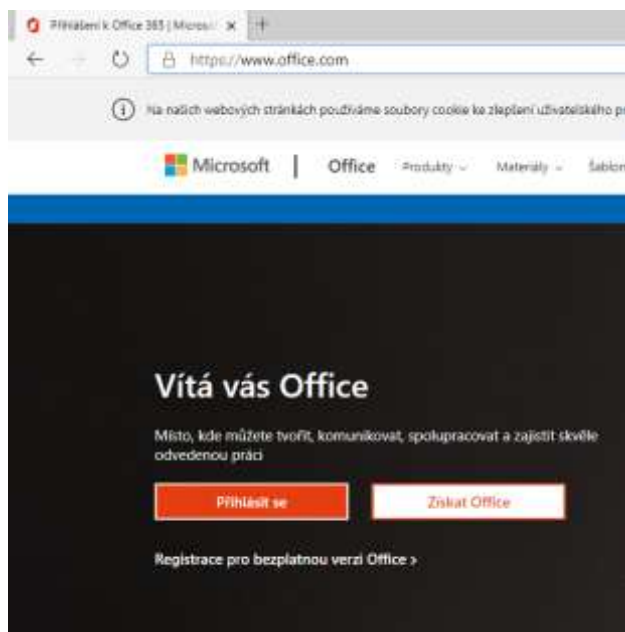 Přihlášení k Office 365 | Micros
https://www.office.com
Na našich webových stránkách používáme soubory cookie ke zlepšení uživatelského
Microsoft | Office Produkty Materiály Šablon
Vítá vás Office
Místo, kde můžete tvořit, komunikovat, spolupracovat a zajistit skvěle
odvedenou práci
Přihlásit se Získat Office
Registrace pro bezplatnou verzi Office >